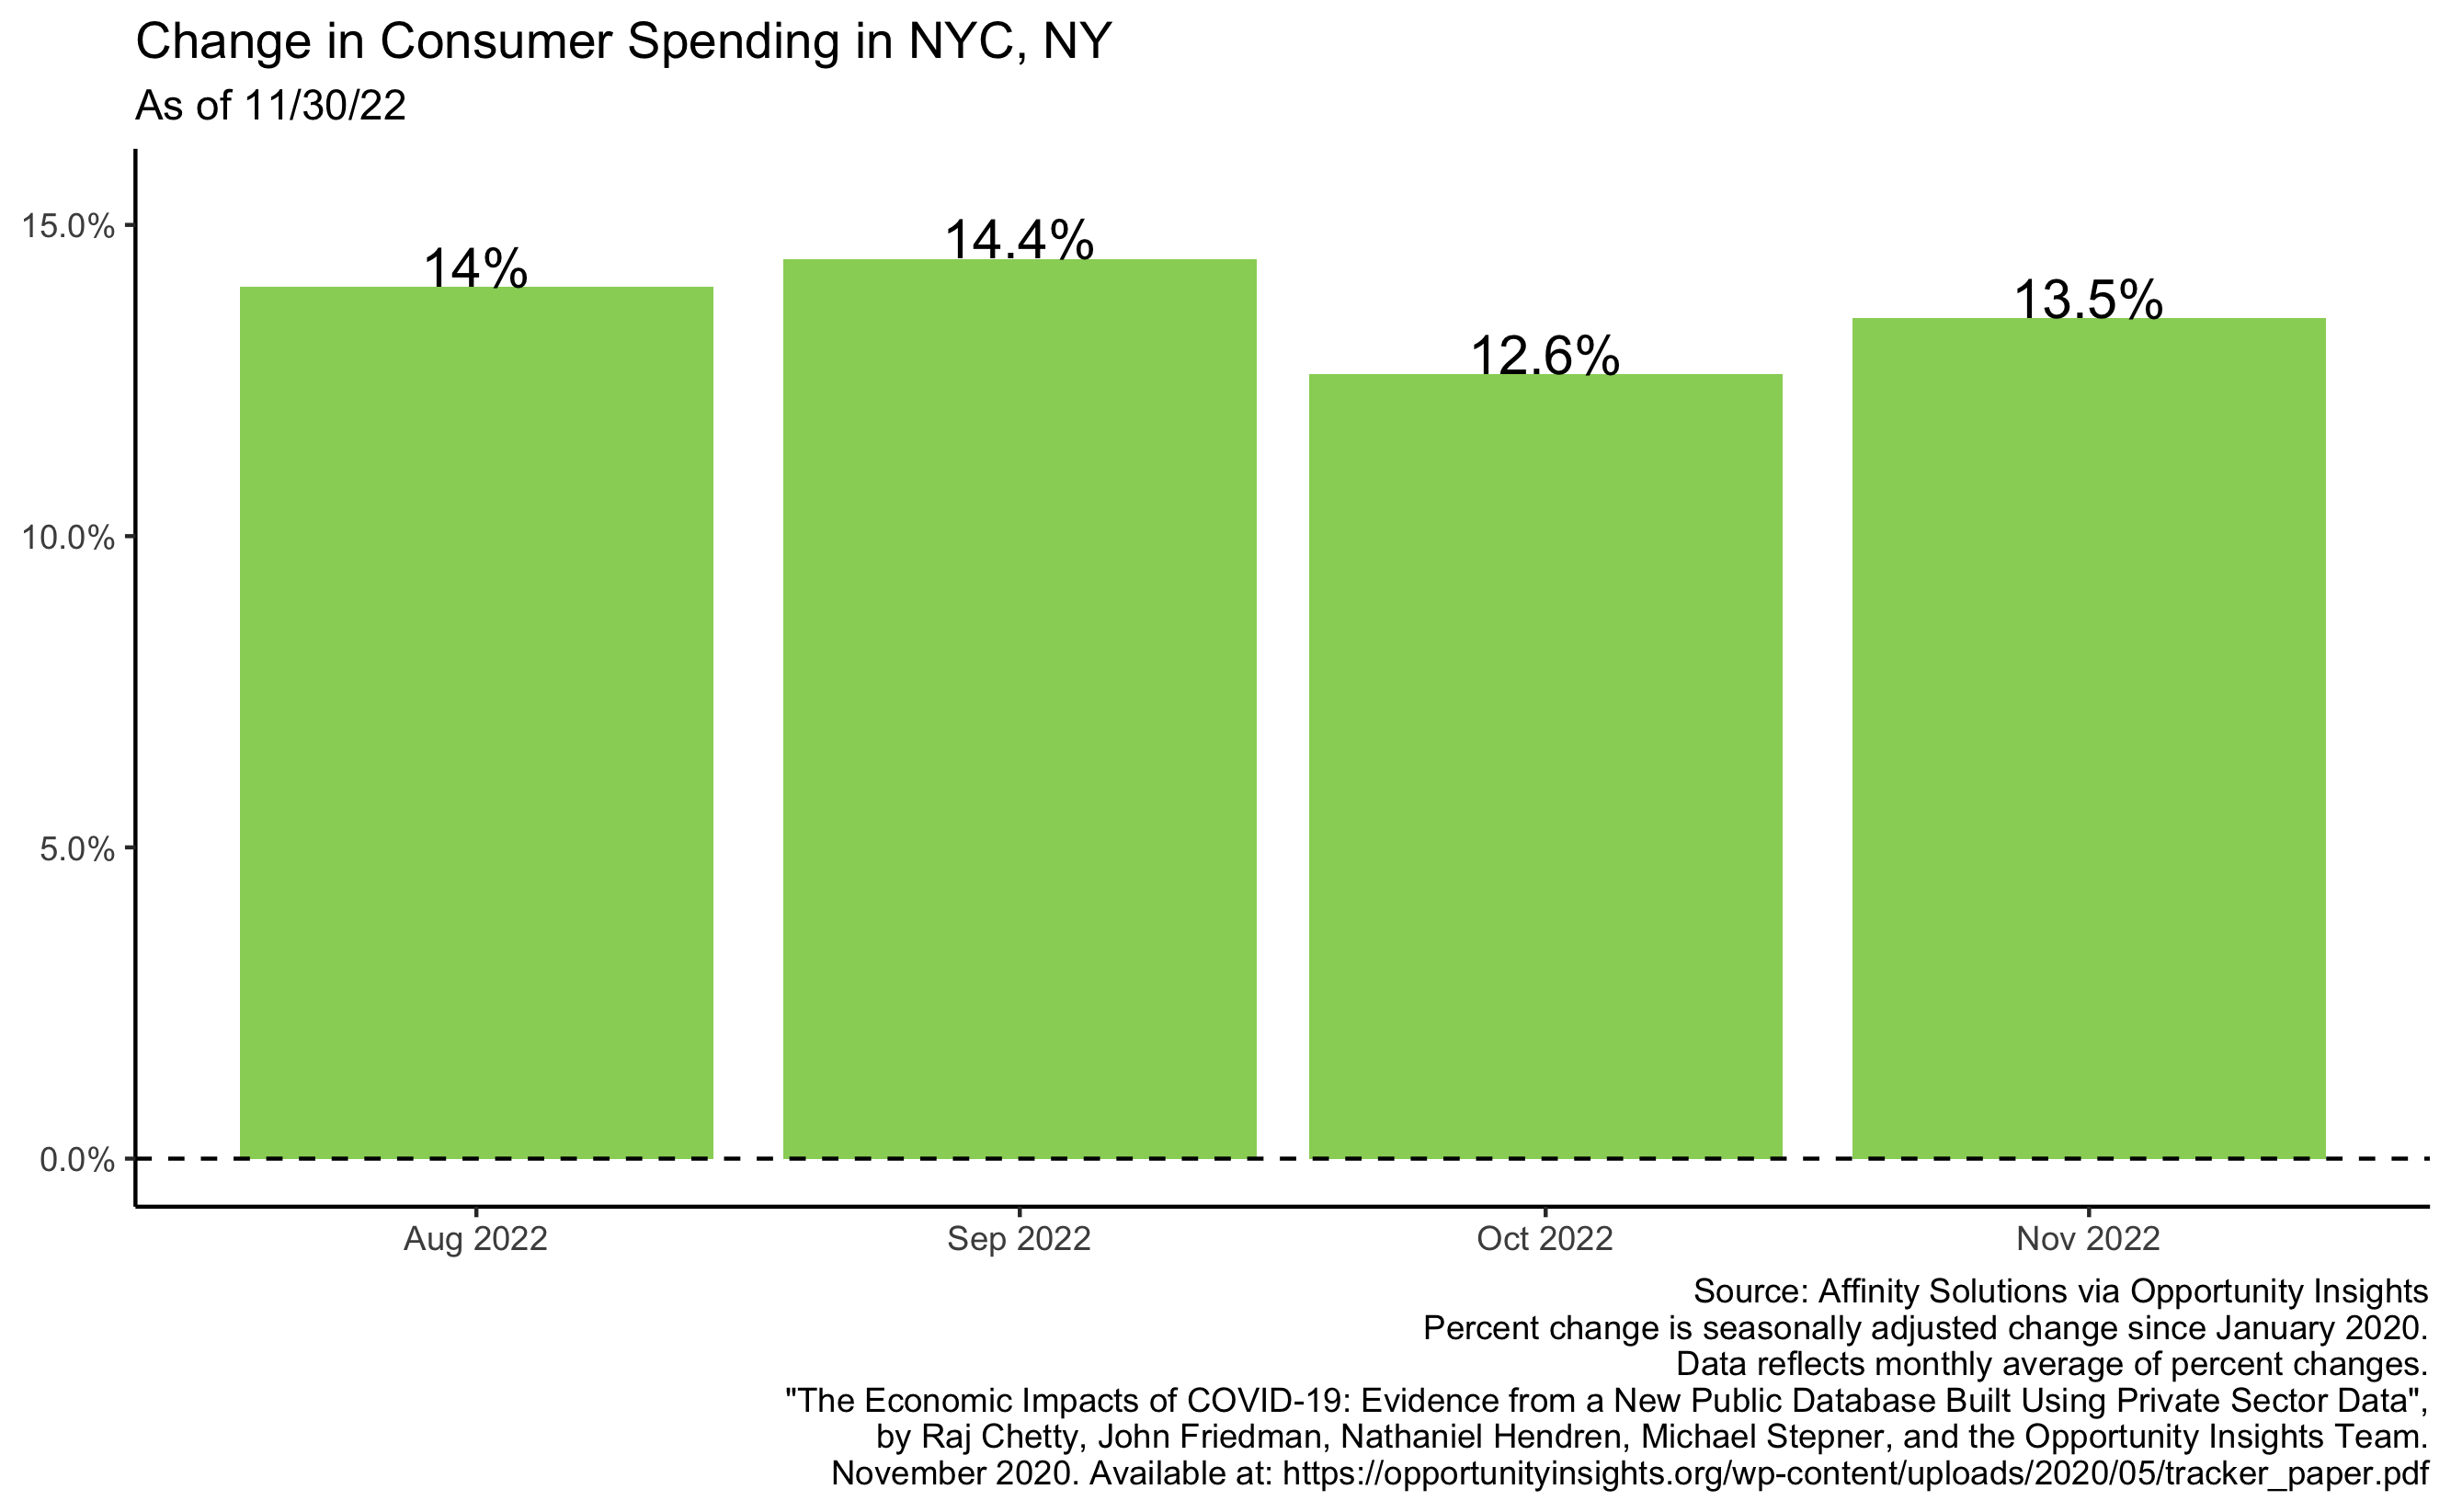 Change in Consumer Spending in NYC, NY
As of 11/30/22
15.0%
10.0%
5.0%
0.0%
14%
14.4%
12.6%
13.5%
Aug 2022
Sep 2022
Oct 2022
Nov 2022
Source: Affinity Solutions via Opportunity Insights
Percent change is seasonally adjusted change since January 2020.
Data reflects monthly average of percent changes.
"The Economic Impacts of COVID-19: Evidence from a New Public Database Built Using Private Sector Data",
by Raj Chetty, John Friedman, Nathaniel Hendren, Michael Stepner, and the Opportunity Insights Team.
November 2020. Available at: https://opportunityinsights.org/wp-content/uploads/2020/05/tracker_paper.pdf